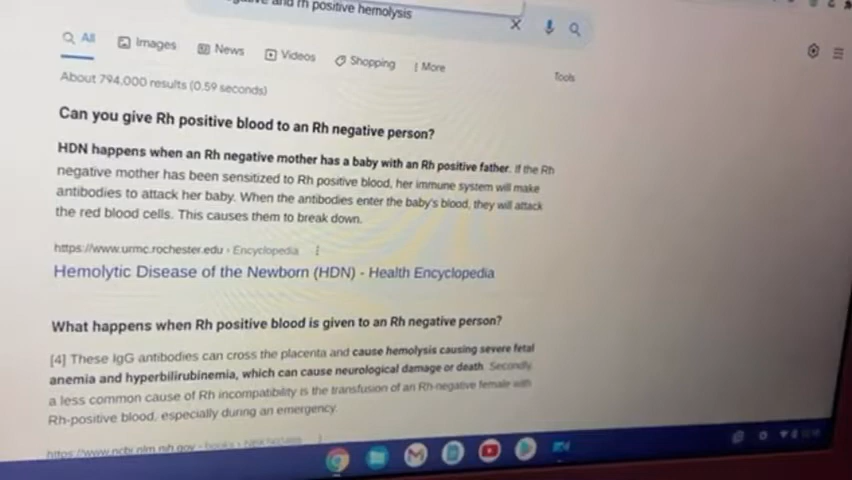 and rh positive hemolysis
All
Images
News
Videos
Shopping
More
Tools
About 794,000 results (0.59 seconds)
Can you give Rh positive blood to an Rh negative person?
HDN happens when an Rh negative mother has a baby with an Rh positive father. If the Rh
negative mother has been sensitized to Rh positive blood, her immune system will make
antibodies to attack her baby. When the antibodies enter the baby's blood, they will attack
the red blood cells. This causes them to break down.
https://www.urmc.rochester.edu › Encyclopedia
Hemolytic Disease of the Newborn (HDN) - Health Encyclopedia
What happens when Rh positive blood is given to an Rh negative person?
[4] These IgG antibodies can cross the placenta and cause hemolysis causing severe fetal
anemia and hyperbilirubinemia, which can cause neurological damage or death. Secondly,
a less common cause of Rh incompatibility is the transfusion of an Rh-negative female with
Rh-positive blood, especially during an emergency.
https://www.ncbi.nlm.nih.gov › books ›